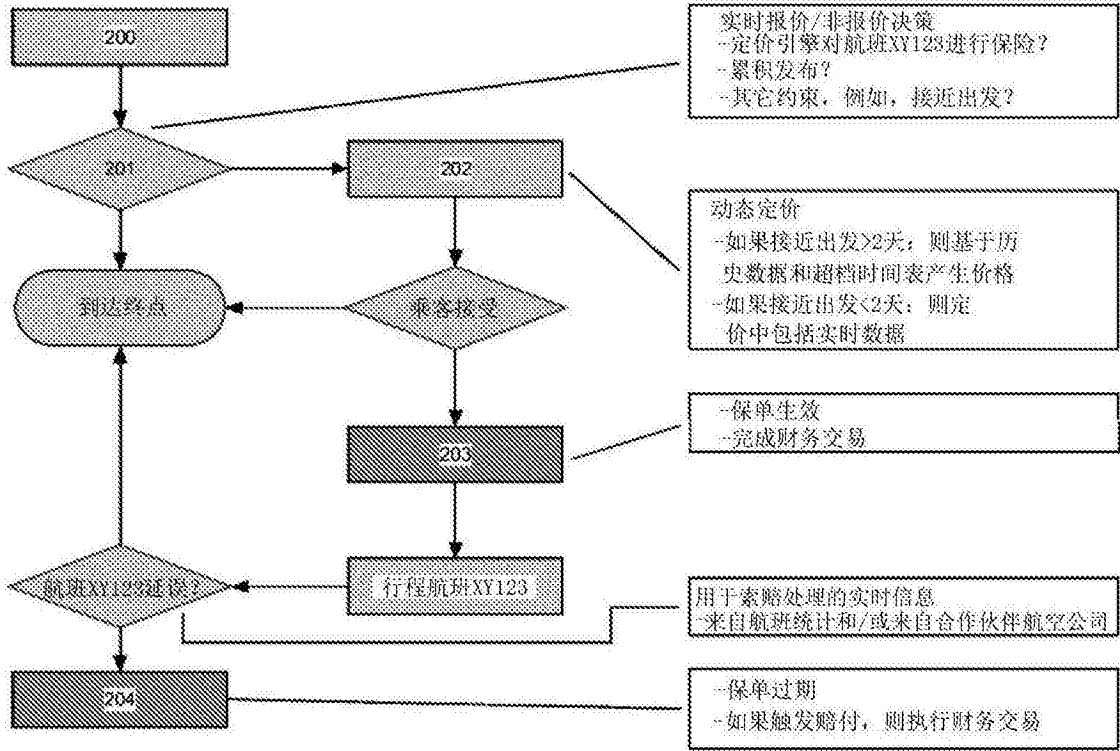 200
实时报价/非报价决策
-定价引擎对航班XY123进行保险？
-累积发布？
-其它约束，例如，接近出发？
201
202
动态定价
-如果接近出发>2天；则基于历
史数据和超档时间表产生价格
-如果接近出发<2天；则定
价中包括实时数据
到达终点
乘客接受
203
-保单生效
-完成财务交易
航班XY123延误？
行程航班XY123
用于索赔处理的实时信息
-来自航班统计和/或来自合作伙伴航空公司
204
-保单过期
-如果触发赔付，则执行财务交易